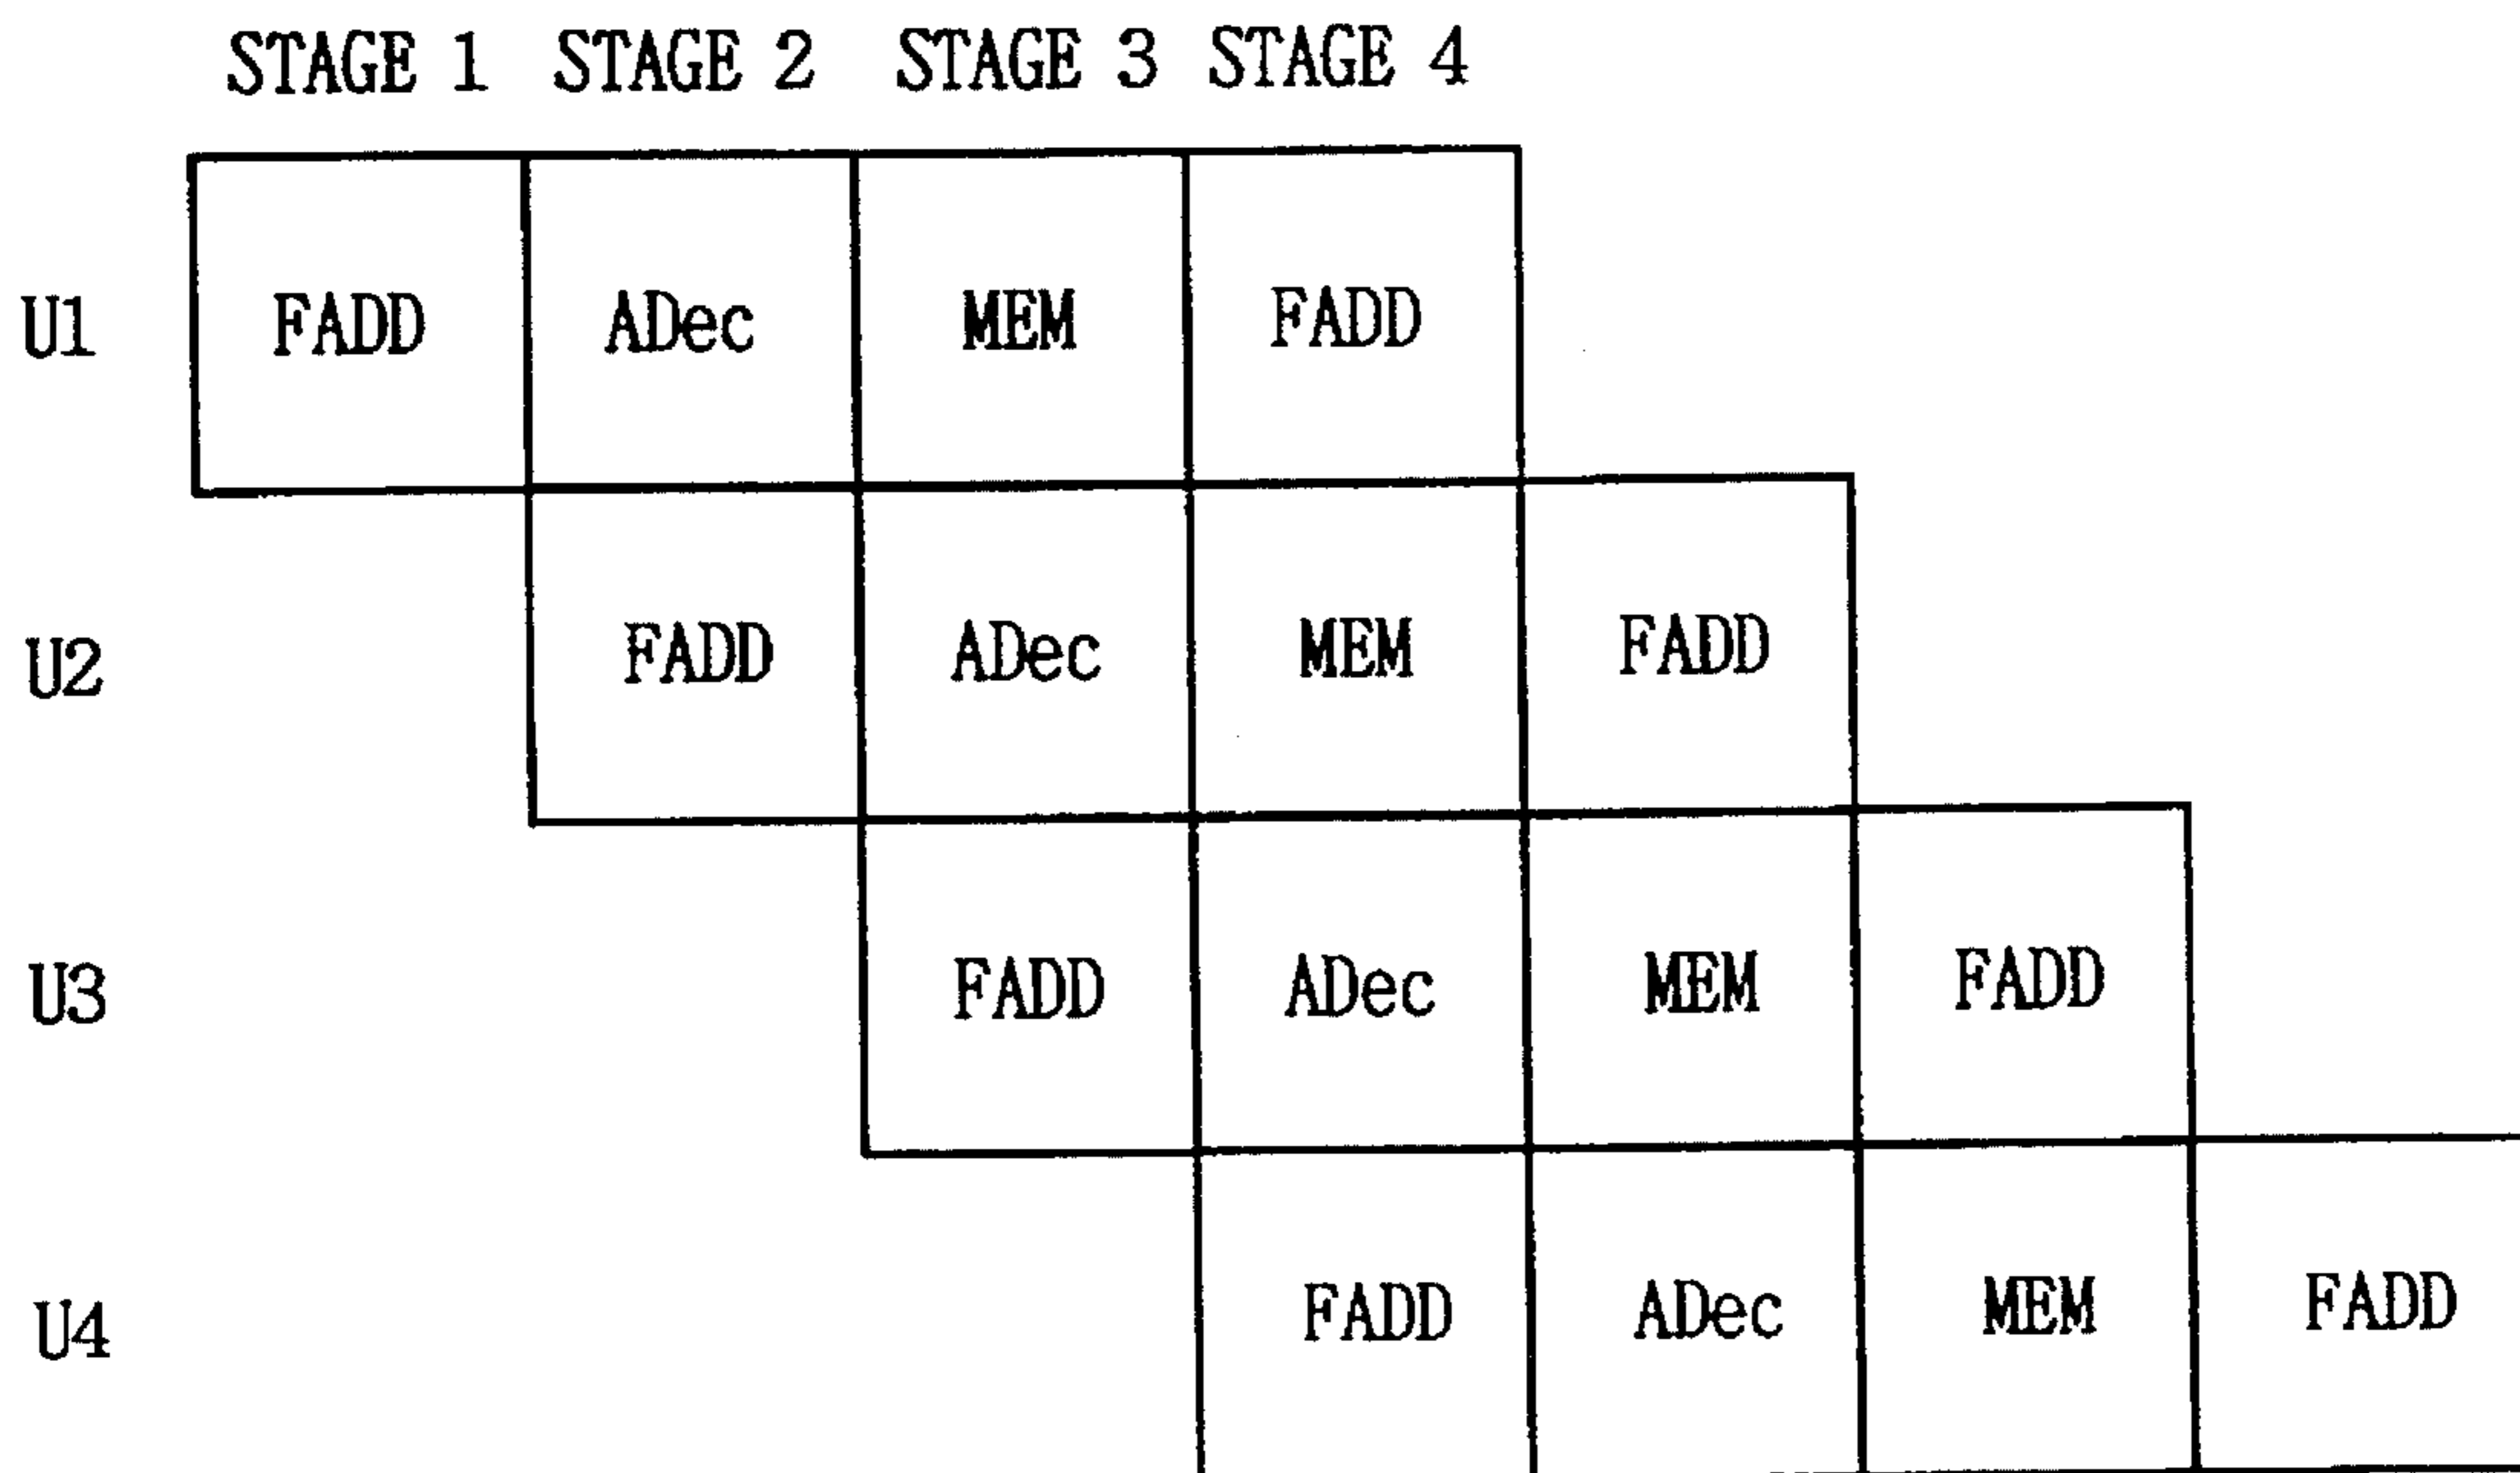 STAGE 1 STAGE 2 STAGE 3 STAGE 4
U1 FADD ADec MEM FADD
U2 FADD ADec MEM FADD
U3 FADD ADec MEM FADD
U4 FADD ADec MEM FADD